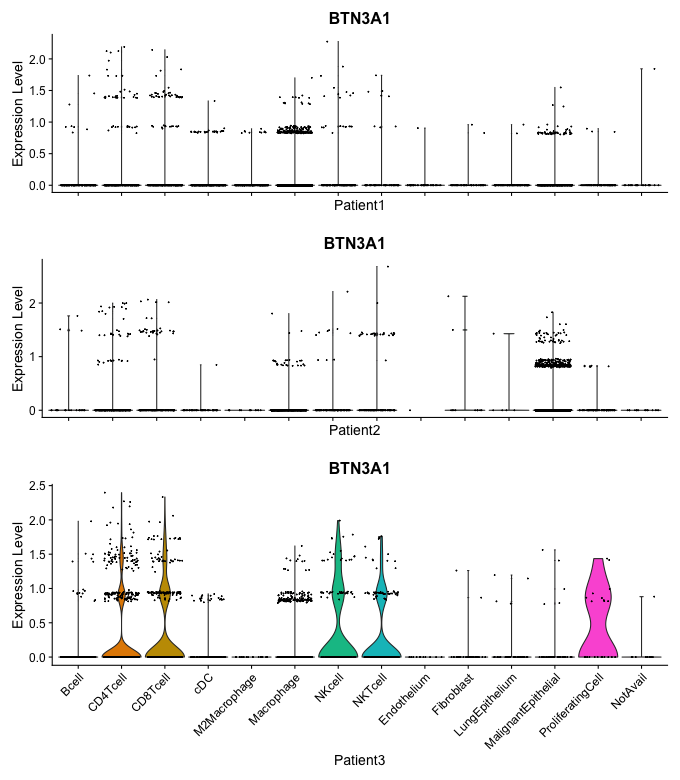 BTN3A1
Expression Level
2.0
1.5
1.0
0.5
0.0
Patient1
BTN3A1
Expression Level
2
1
0
Patient2
BTN3A1
Expression Level
2.5
2.0
1.5
1.0
0.5
0.0
Bcell
CD4Tcell
CD8Tcell
cDC
M2Macrophage
Macrophage
NKcell
NKTcell
Endothelium
Fibroblast
LungEpithelium
MalignantEpithelial
ProliferatingCell
NotAvail
Patient3